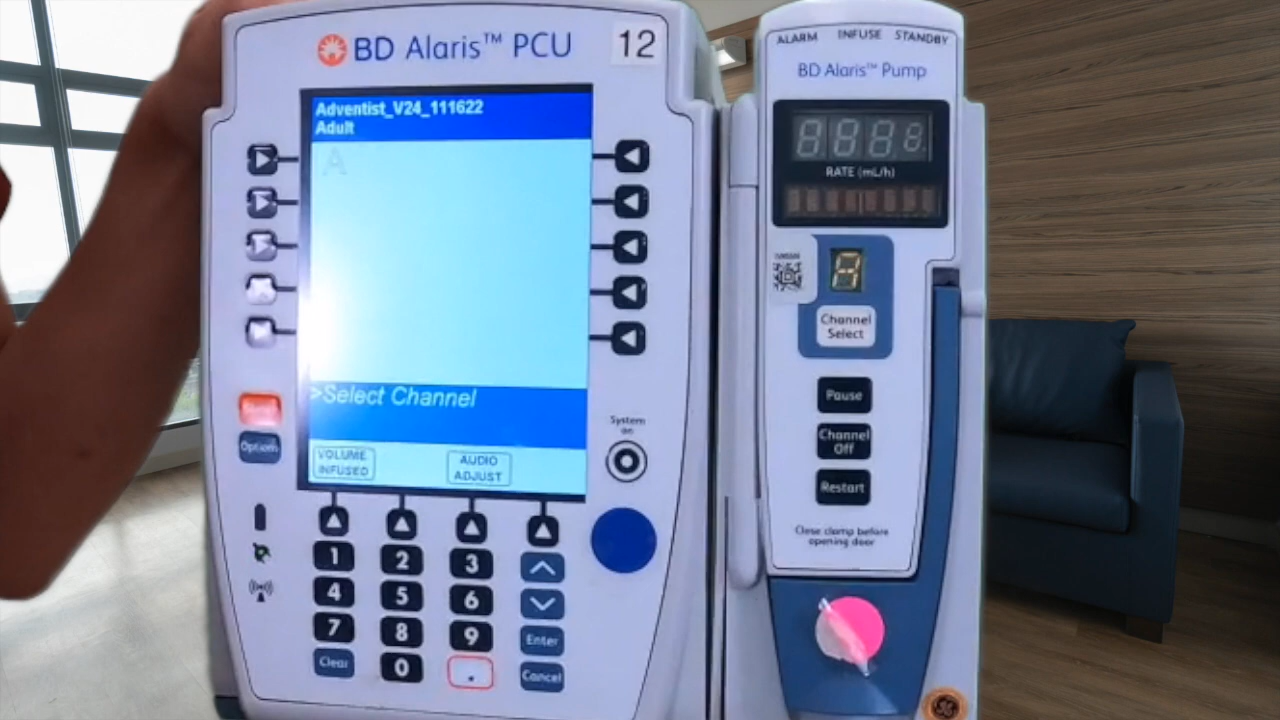 BD Alaris™ PCU
12
Adventist_V24_111622
Adult
A
>Select Channel
VOLUME
INFUSED
AUDIO
ADJUST
System
on
Options
1 2 3
4 5 6
7 8 9 Enter
Clear 0 . Cancel
ALARM INFUSE STANDBY
BD Alaris™ Pump
8888.
RATE (mL/h)
A
Channel
Select
Pause
Channel
Off
Restart
Close clamp before
opening door
GE